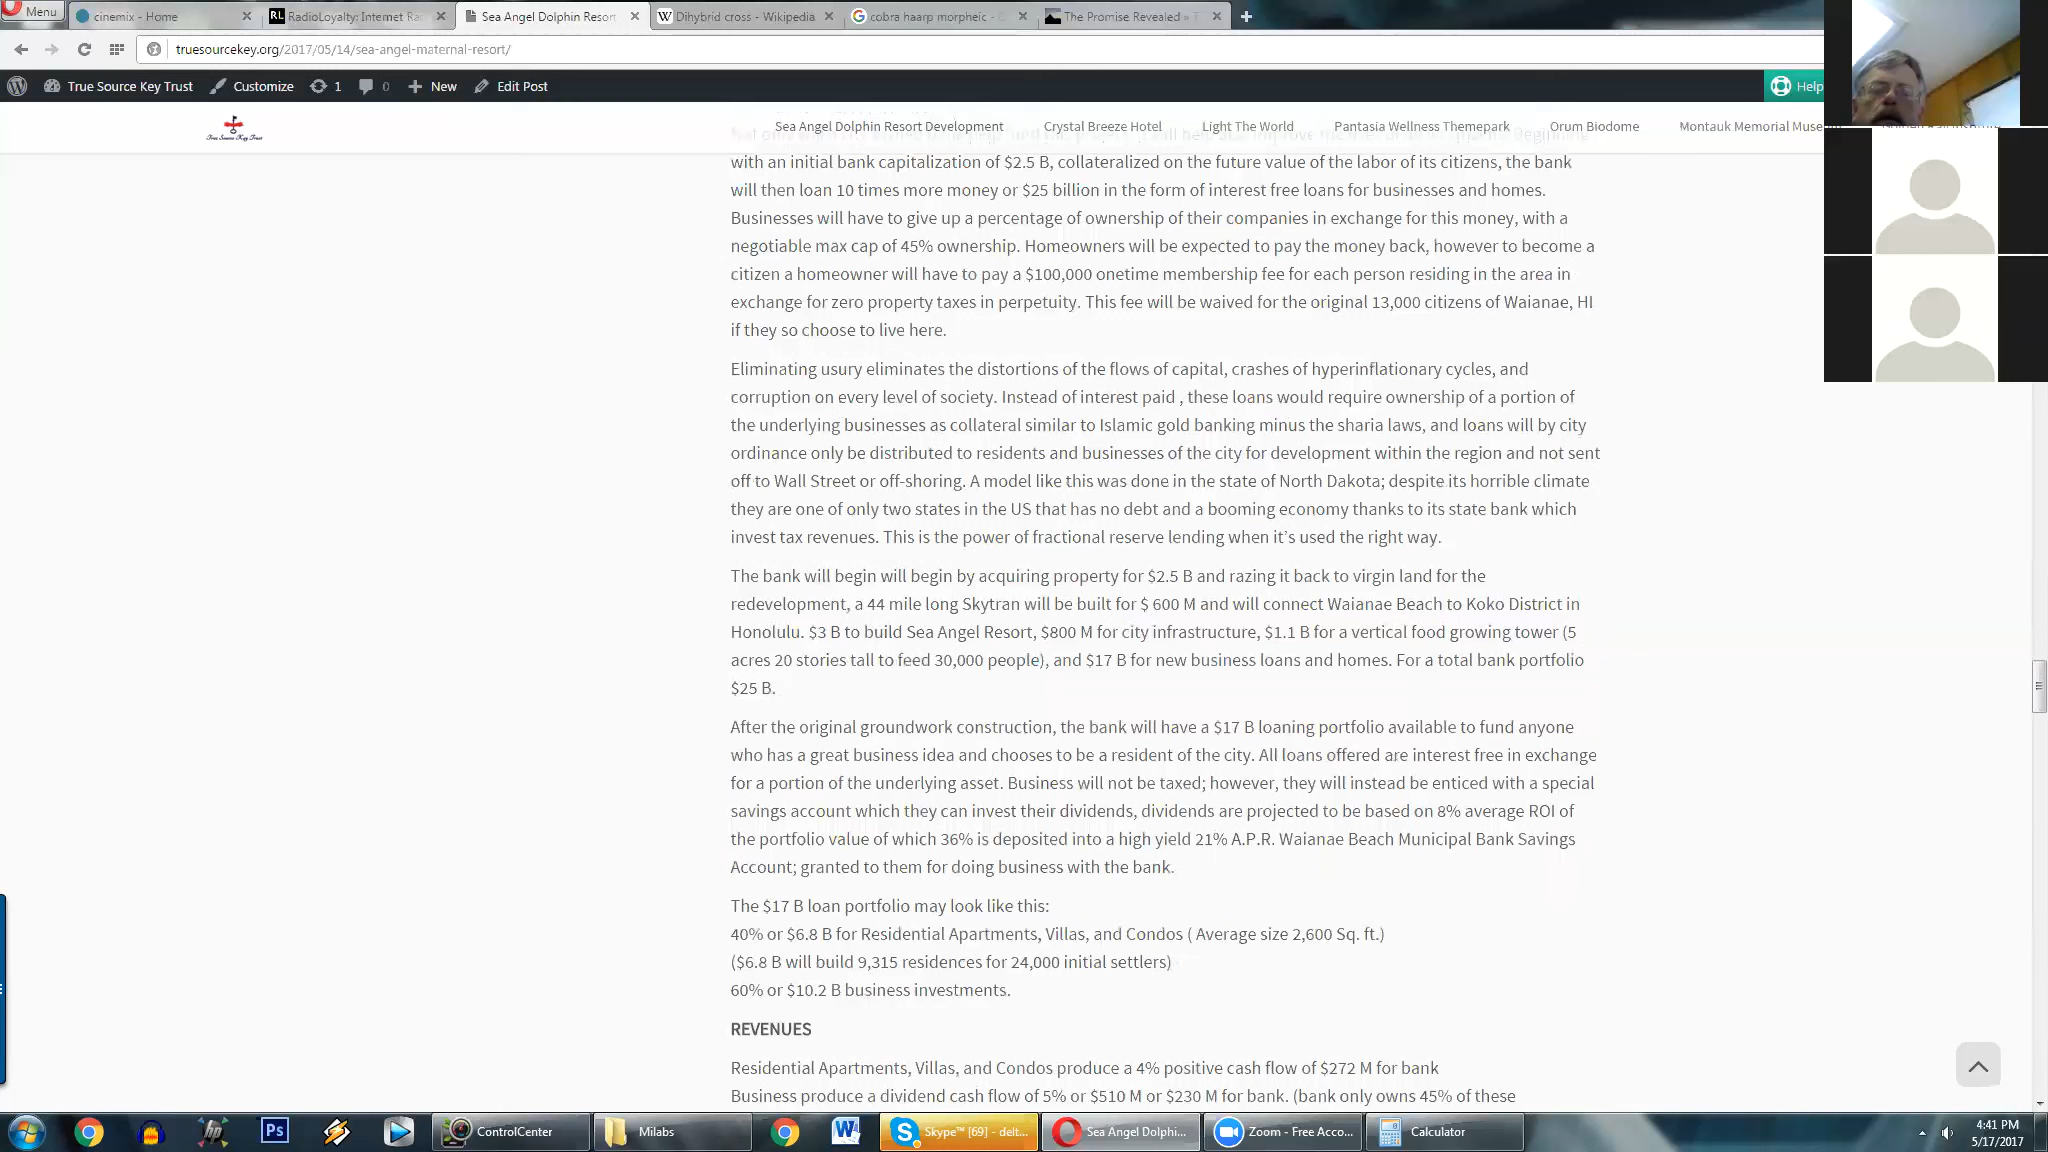 Menu
cinemix - Home
RadioLoyalty: Internet Ra
Sea Angel Dolphin Resort
Dihybrid cross - Wikipedia
cobra haarp morpheic -
The Promise Revealed » T
truesourcekey.org/2017/05/14/sea-angel-maternal-resort/
True Source Key Trust
Customize
1
0
New
Edit Post
Help
True Source Key Trust
Sea Angel Dolphin Resort Development
Crystal Breeze Hotel
Light The World
Pantasia Wellness Themepark
Orum Biodome
Montauk Memorial Muse
with an initial bank capitalization of $2.5 B, collateralized on the future value of the labor of its citizens, the bank
will then loan 10 times more money or $25 billion in the form of interest free loans for businesses and homes.
Businesses will have to give up a percentage of ownership of their companies in exchange for this money, with a
negotiable max cap of 45% ownership. Homeowners will be expected to pay the money back, however to become a
citizen a homeowner will have to pay a $100,000 onetime membership fee for each person residing in the area in
exchange for zero property taxes in perpetuity. This fee will be waived for the original 13,000 citizens of Waianae, HI
if they so choose to live here.
Eliminating usury eliminates the distortions of the flows of capital, crashes of hyperinflationary cycles, and
corruption on every level of society. Instead of interest paid , these loans would require ownership of a portion of
the underlying businesses as collateral similar to Islamic gold banking minus the sharia laws, and loans will by city
ordinance only be distributed to residents and businesses of the city for development within the region and not sent
off to Wall Street or off-shoring. A model like this was done in the state of North Dakota; despite its horrible climate
they are one of only two states in the US that has no debt and a booming economy thanks to its state bank which
invest tax revenues. This is the power of fractional reserve lending when it's used the right way.
The bank will begin will begin by acquiring property for $2.5 B and razing it back to virgin land for the
redevelopment, a 44 mile long Skytran will be built for $ 600 M and will connect Waianae Beach to Koko District in
Honolulu. $3 B to build Sea Angel Resort, $800 M for city infrastructure, $1.1 B for a vertical food growing tower (5
acres 20 stories tall to feed 30,000 people), and $17 B for new business loans and homes. For a total bank portfolio
$25 B.
After the original groundwork construction, the bank will have a $17 B loaning portfolio available to fund anyone
who has a great business idea and chooses to be a resident of the city. All loans offered are interest free in exchange
for a portion of the underlying asset. Business will not be taxed; however, they will instead be enticed with a special
savings account which they can invest their dividends, dividends are projected to be based on 8% average ROI of
the portfolio value of which 36% is deposited into a high yield 21% A.P.R. Waianae Beach Municipal Bank Savings
Account; granted to them for doing business with the bank.
The $17 B loan portfolio may look like this:
40% or $6.8 B for Residential Apartments, Villas, and Condos ( Average size 2,600 Sq. ft.)
($6.8 B will build 9,315 residences for 24,000 initial settlers)
60% or $10.2 B business investments.
REVENUES
Residential Apartments, Villas, and Condos produce a 4% positive cash flow of $272 M for bank
Business produce a dividend cash flow of 5% or $510 M or $230 M for bank. (bank only owns 45% of these
ControlCenter
Milabs
Skype™ [69] - delt...
Sea Angel Dolphi...
Zoom - Free Acco...
Calculator
4:41 PM
5/17/2017